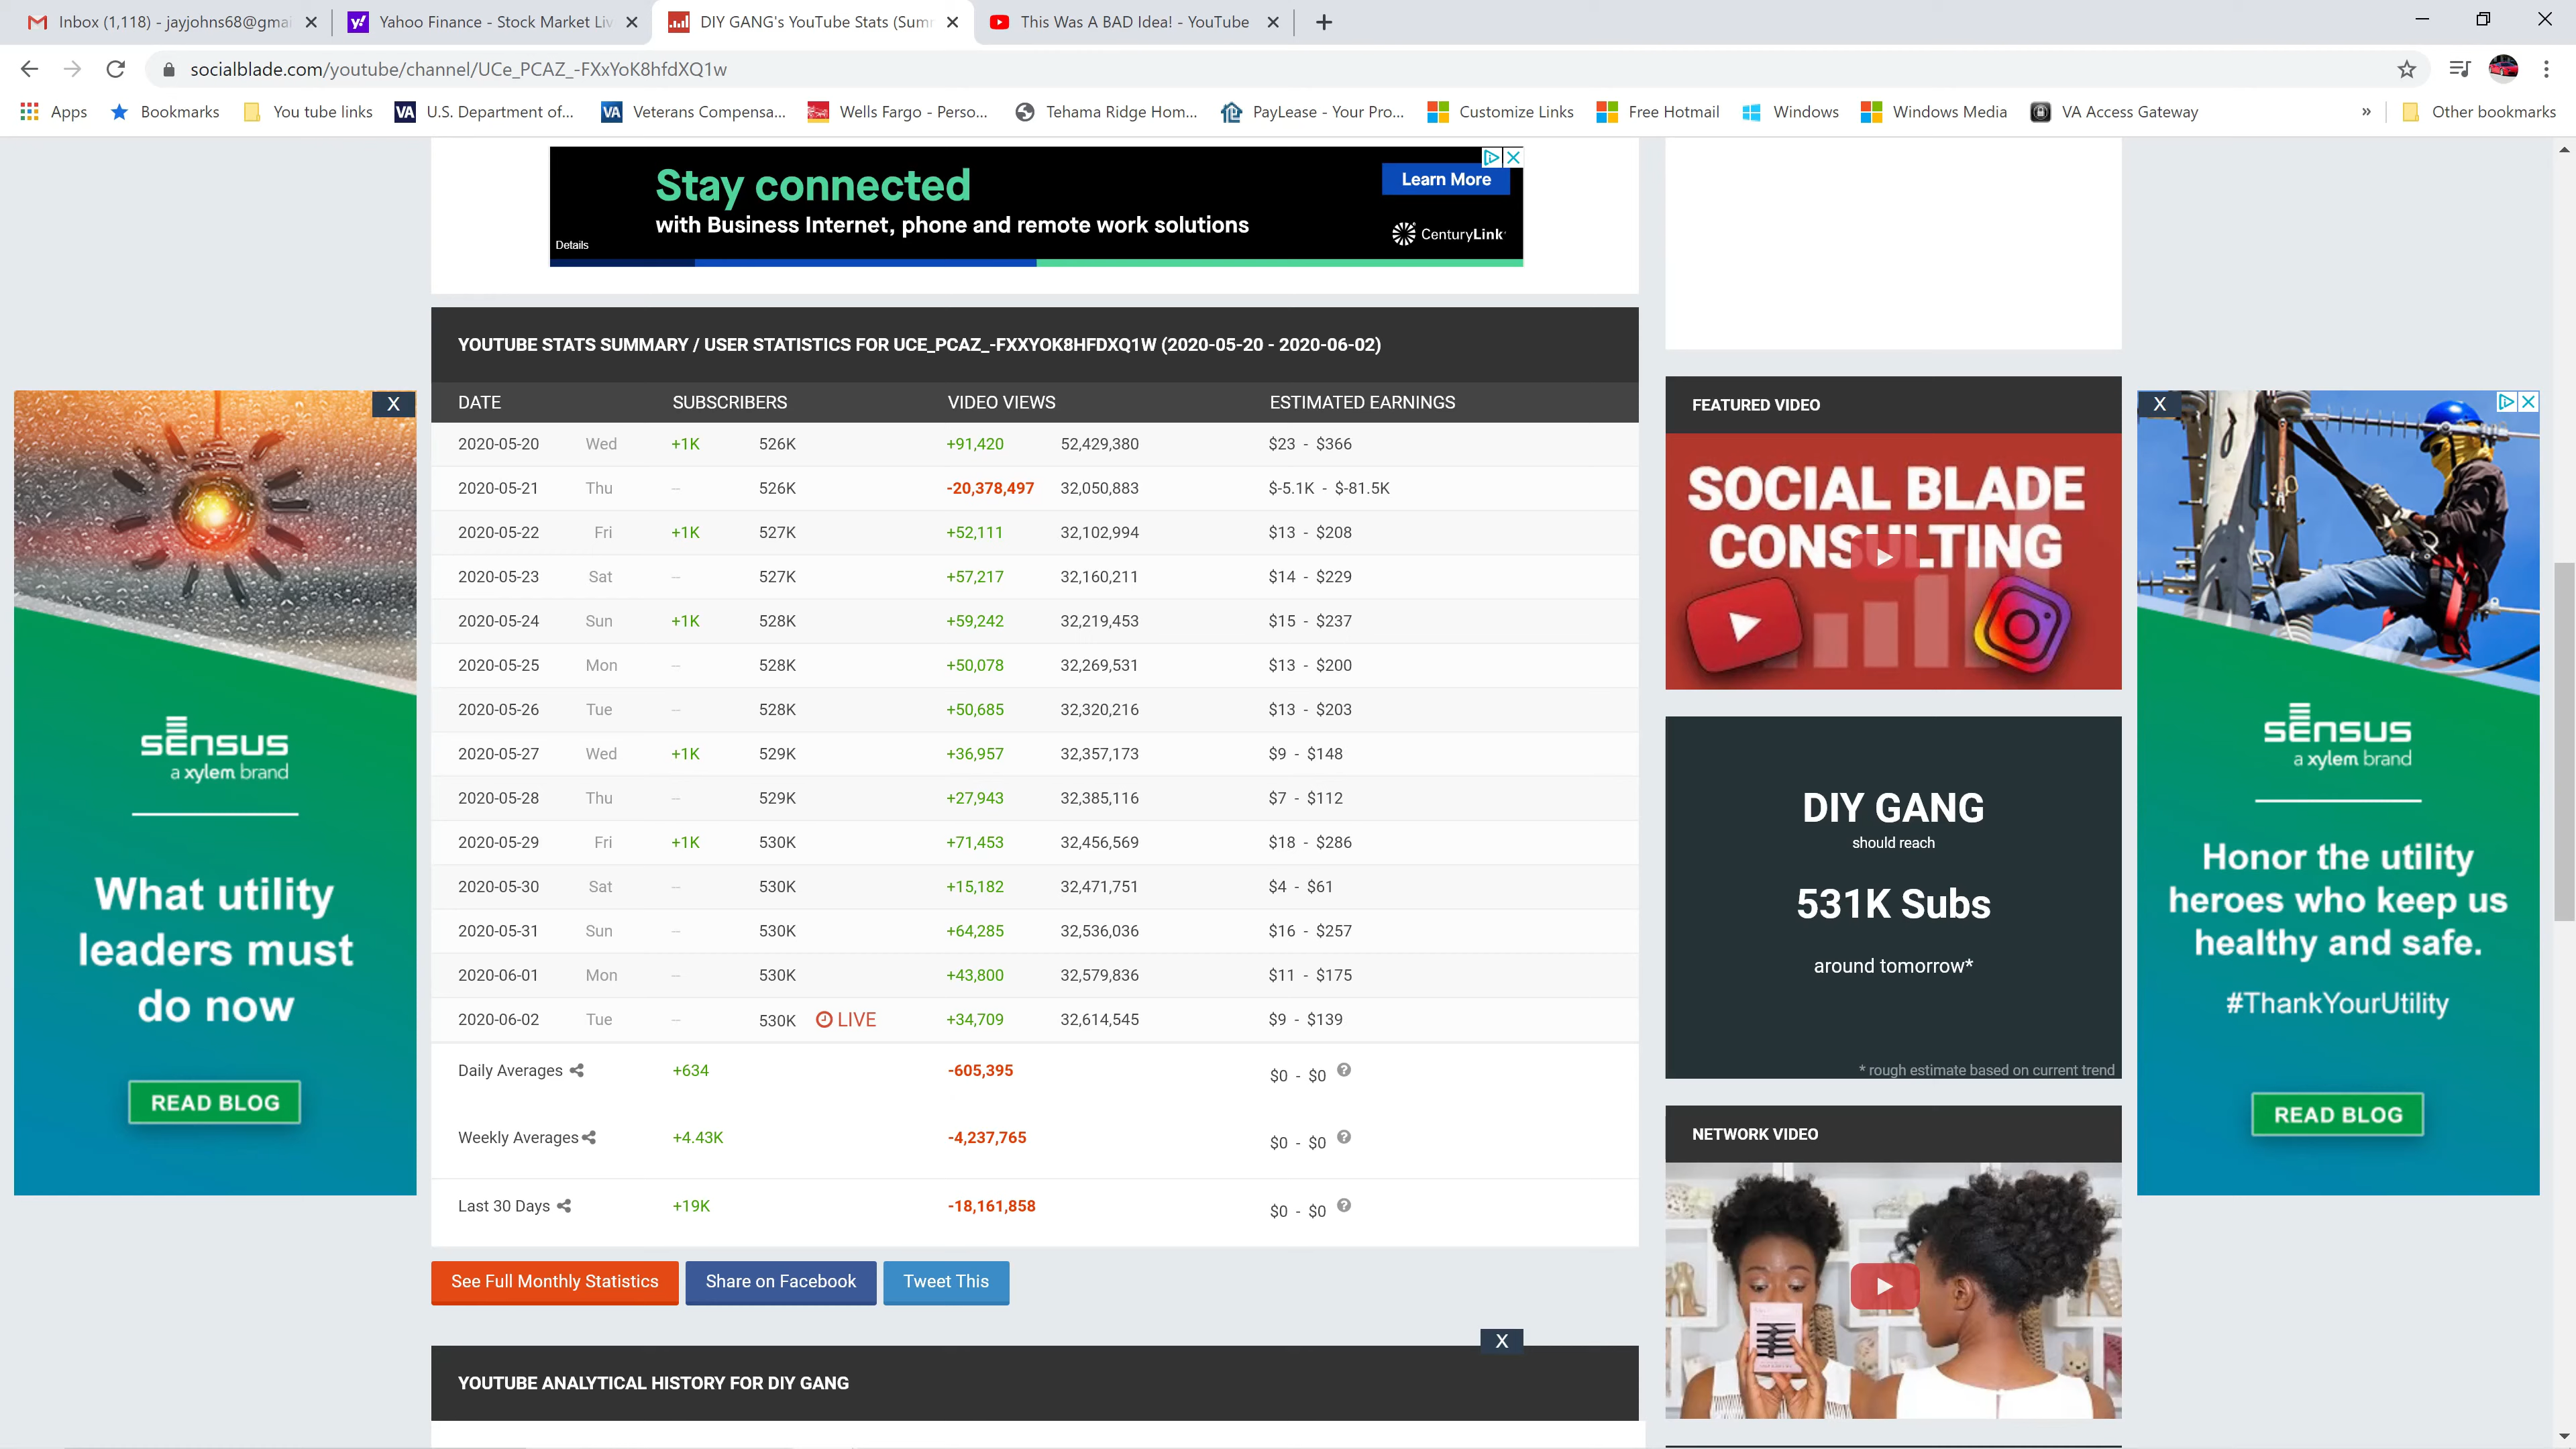 Inbox (1,118) - jayjohns68@gmai
Yahoo Finance - Stock Market Liv
DIY GANG's YouTube Stats (Sum
This Was A BAD Idea! - YouTube
socialblade.com/youtube/channel/UCe_PCAZ_-FXxYoK8hfdXQ1w
Apps Bookmarks You tube links VA U.S. Department of... VA Veterans Compensa... Wells Fargo - Perso... Tehama Ridge Hom... PayLease - Your Pro... Customize Links Free Hotmail Windows Windows Media VA Access Gateway » Other bookmarks
Stay connected
with Business Internet, phone and remote work solutions
Details
Learn More
CenturyLink
YOUTUBE STATS SUMMARY / USER STATISTICS FOR UCE_PCAZ_-FXXYOK8HFDXQ1W (2020-05-20 - 2020-06-02)
DATE SUBSCRIBERS VIDEO VIEWS ESTIMATED EARNINGS
2020-05-20 Wed +1K 526K +91,420 52,429,380 $23 - $366
2020-05-21 Thu -- 526K -20,378,497 32,050,883 $-5.1K - $-81.5K
2020-05-22 Fri +1K 527K +52,111 32,102,994 $13 - $208
2020-05-23 Sat -- 527K +57,217 32,160,211 $14 - $229
2020-05-24 Sun +1K 528K +59,242 32,219,453 $15 - $237
2020-05-25 Mon -- 528K +50,078 32,269,531 $13 - $200
2020-05-26 Tue -- 528K +50,685 32,320,216 $13 - $203
2020-05-27 Wed +1K 529K +36,957 32,357,173 $9 - $148
2020-05-28 Thu -- 529K +27,943 32,385,116 $7 - $112
2020-05-29 Fri +1K 530K +71,453 32,456,569 $18 - $286
2020-05-30 Sat -- 530K +15,182 32,471,751 $4 - $61
2020-05-31 Sun -- 530K +64,285 32,536,036 $16 - $257
2020-06-01 Mon -- 530K +43,800 32,579,836 $11 - $175
2020-06-02 Tue -- 530K LIVE +34,709 32,614,545 $9 - $139
Daily Averages +634 -605,395 $0 - $0
Weekly Averages +4.43K -4,237,765 $0 - $0
Last 30 Days +19K -18,161,858 $0 - $0
See Full Monthly Statistics
Share on Facebook
Tweet This
X
YOUTUBE ANALYTICAL HISTORY FOR DIY GANG
X
sensus
a xylem brand
What utility
leaders must
do now
READ BLOG
FEATURED VIDEO
SOCIAL BLADE
CONSULTING
DIY GANG
should reach
531K Subs
around tomorrow*
* rough estimate based on current trend
NETWORK VIDEO
X
sensus
a xylem brand
Honor the utility
heroes who keep us
healthy and safe.
#ThankYourUtility
READ BLOG